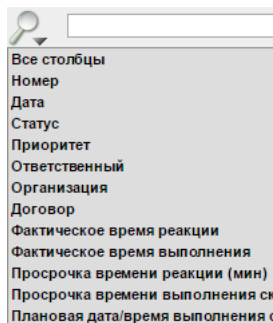 Все столбцы
Номер
Дата
Статус
Приоритет
Ответственный
Организация
Договор
Фактическое время реакции
Фактическое время выполнения
Просрочка времени реакции (мин)
Просрочка времени выполнения
Плановая дата/время выполнения